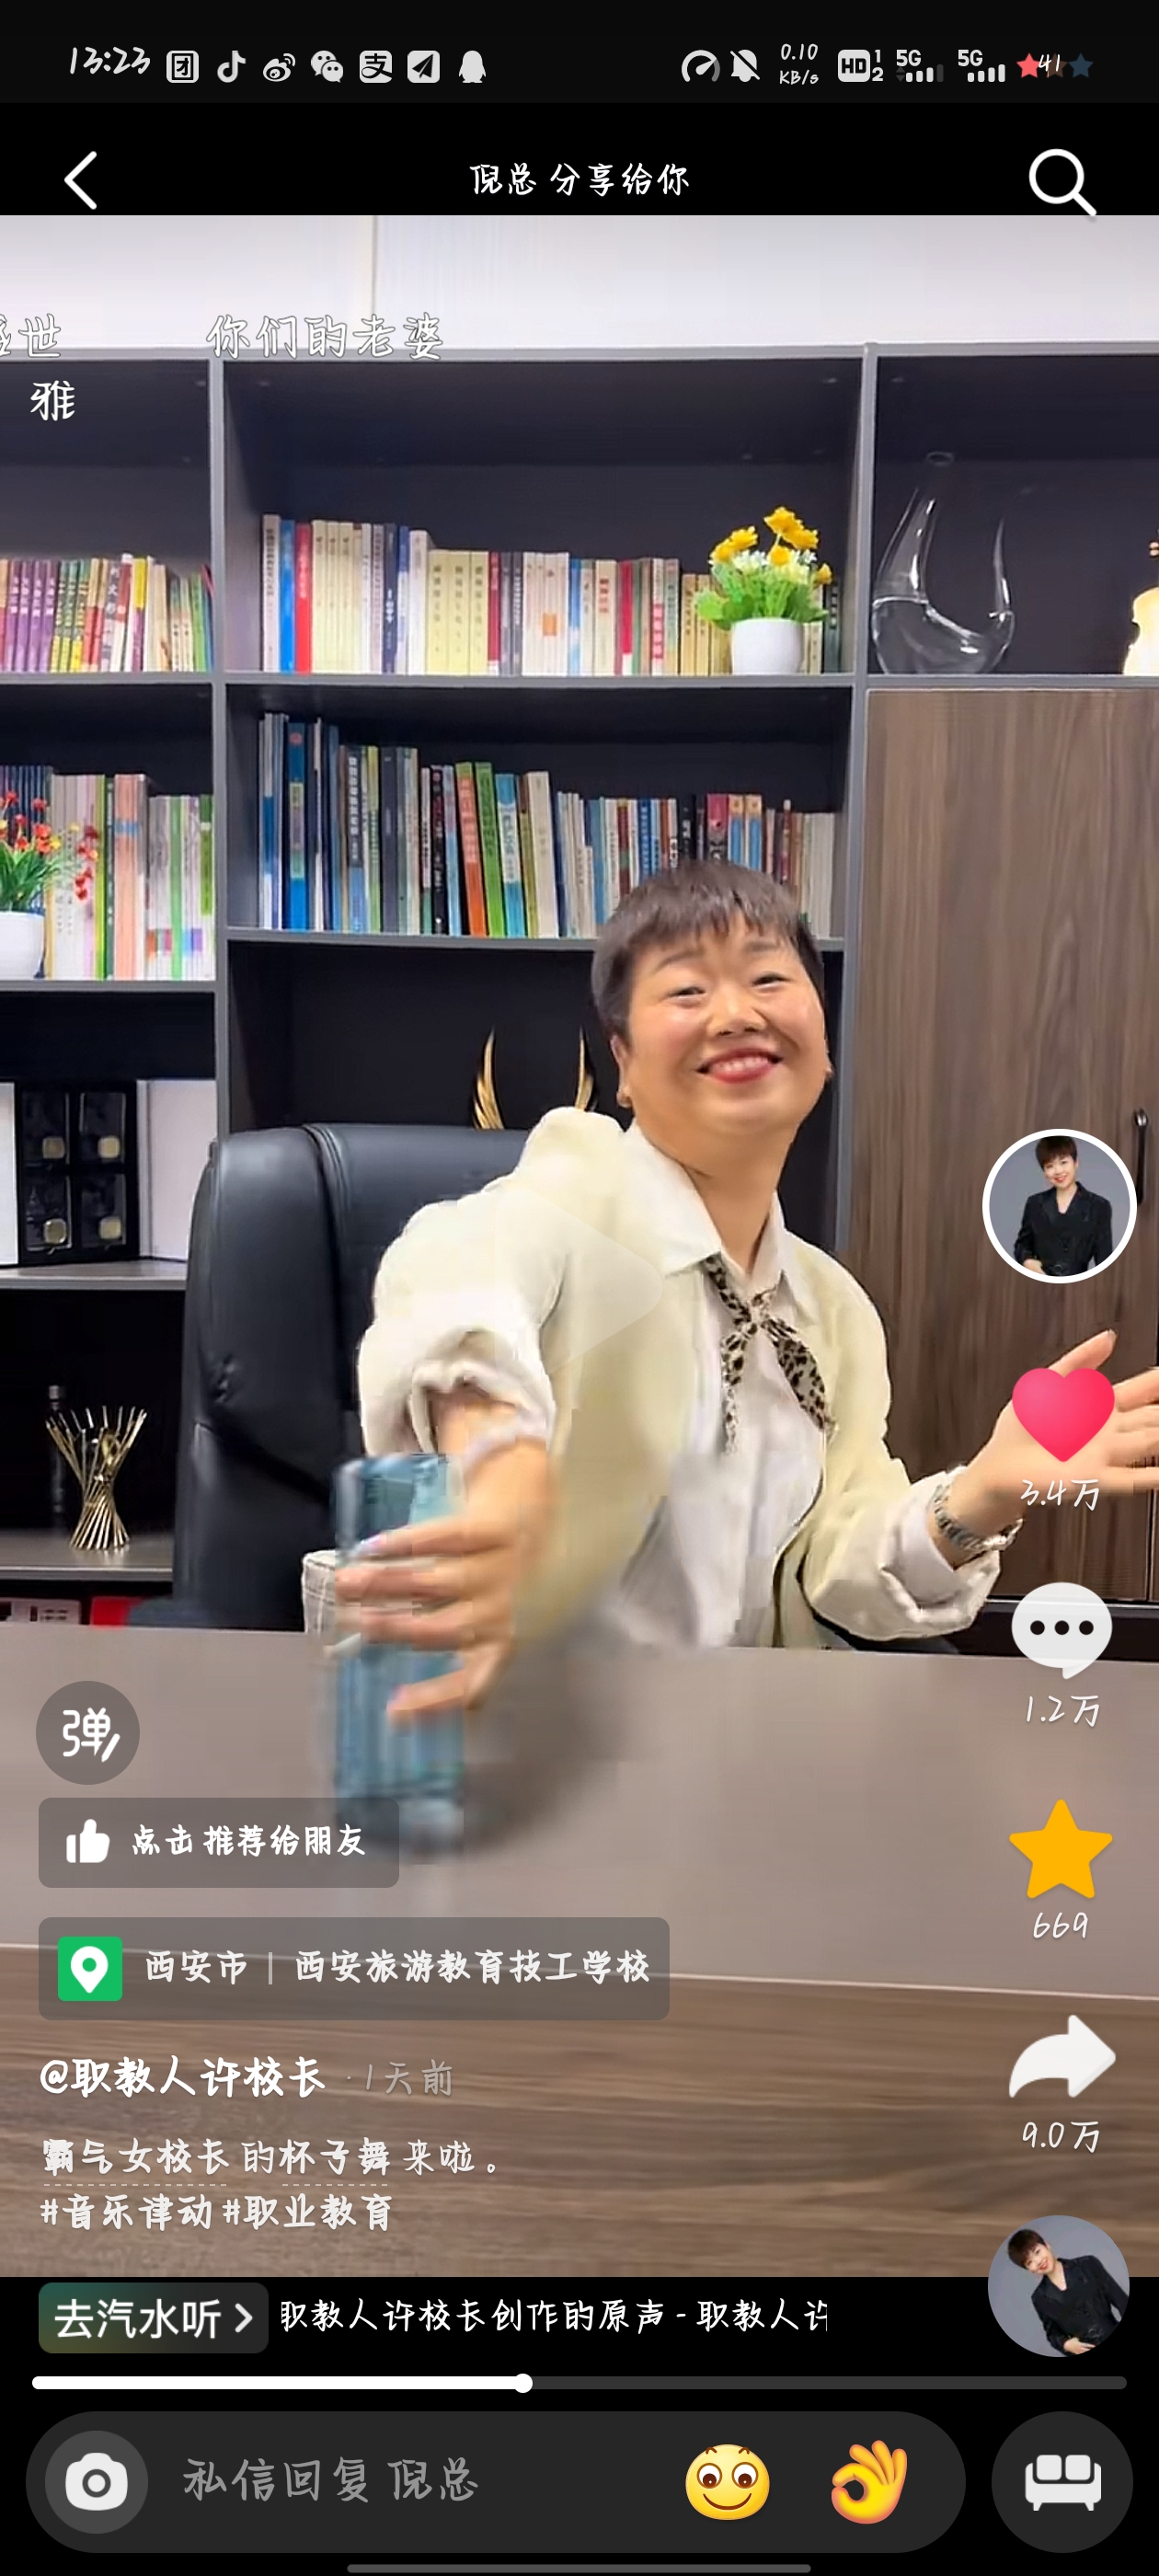 13:23
0.10
KB/s
HD 1 2
5G
5G
41
倪总 分享给你
盛世 你们的老婆
雅
3.4万
1.2万
弹
点击 推荐给朋友
669
西安市 | 西安旅游教育技工学校
@职教人许校长 · 1天前
9.0万
霸气女校长 的杯子舞 来啦。
#音乐律动 #职业教育
去汽水听 >
职教人许校长创作的原声 - 职教人许
私信回复 倪总